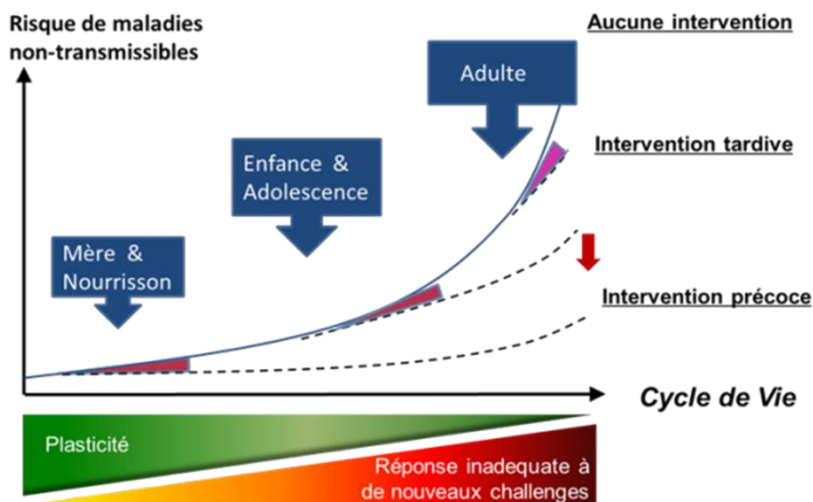 Risque de maladies
non-transmissibles
Aucune intervention
Adulte
Intervention tardive
Enfance &
Adolescence
Mère &
Nourrisson
Intervention précoce
Cycle de Vie
Plasticité
Réponse inadequate à
de nouveaux challenges